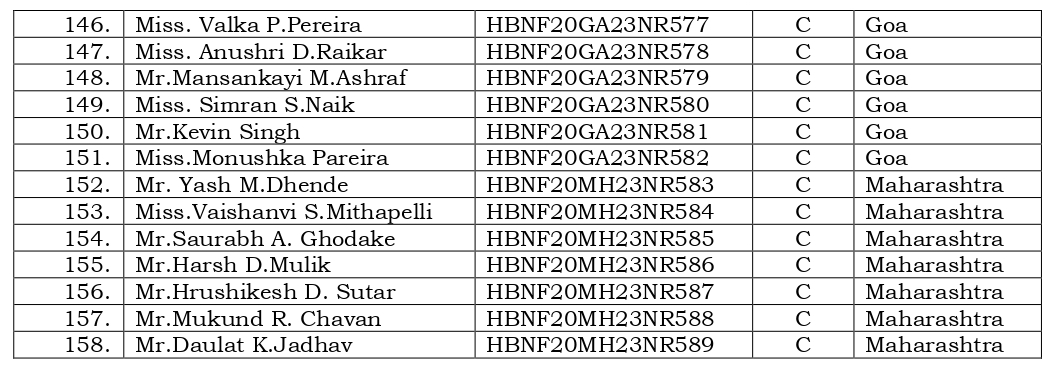 146. Miss. Valka P.Pereira HBNF20GA23NR577 C Goa
147. Miss. Anushri D.Raikar HBNF20GA23NR578 C Goa
148. Mr.Mansankayi M.Ashraf HBNF20GA23NR579 C Goa
149. Miss. Simran S.Naik HBNF20GA23NR580 C Goa
150. Mr.Kevin Singh HBNF20GA23NR581 C Goa
151. Miss.Monushka Pareira HBNF20GA23NR582 C Goa
152. Mr. Yash M.Dhende HBNF20MH23NR583 C Maharashtra
153. Miss.Vaishanvi S.Mithapelli HBNF20MH23NR584 C Maharashtra
154. Mr.Saurabh A. Ghodake HBNF20MH23NR585 C Maharashtra
155. Mr.Harsh D.Mulik HBNF20MH23NR586 C Maharashtra
156. Mr.Hrushikesh D. Sutar HBNF20MH23NR587 C Maharashtra
157. Mr.Mukund R. Chavan HBNF20MH23NR588 C Maharashtra
158. Mr.Daulat K.Jadhav HBNF20MH23NR589 C Maharashtra